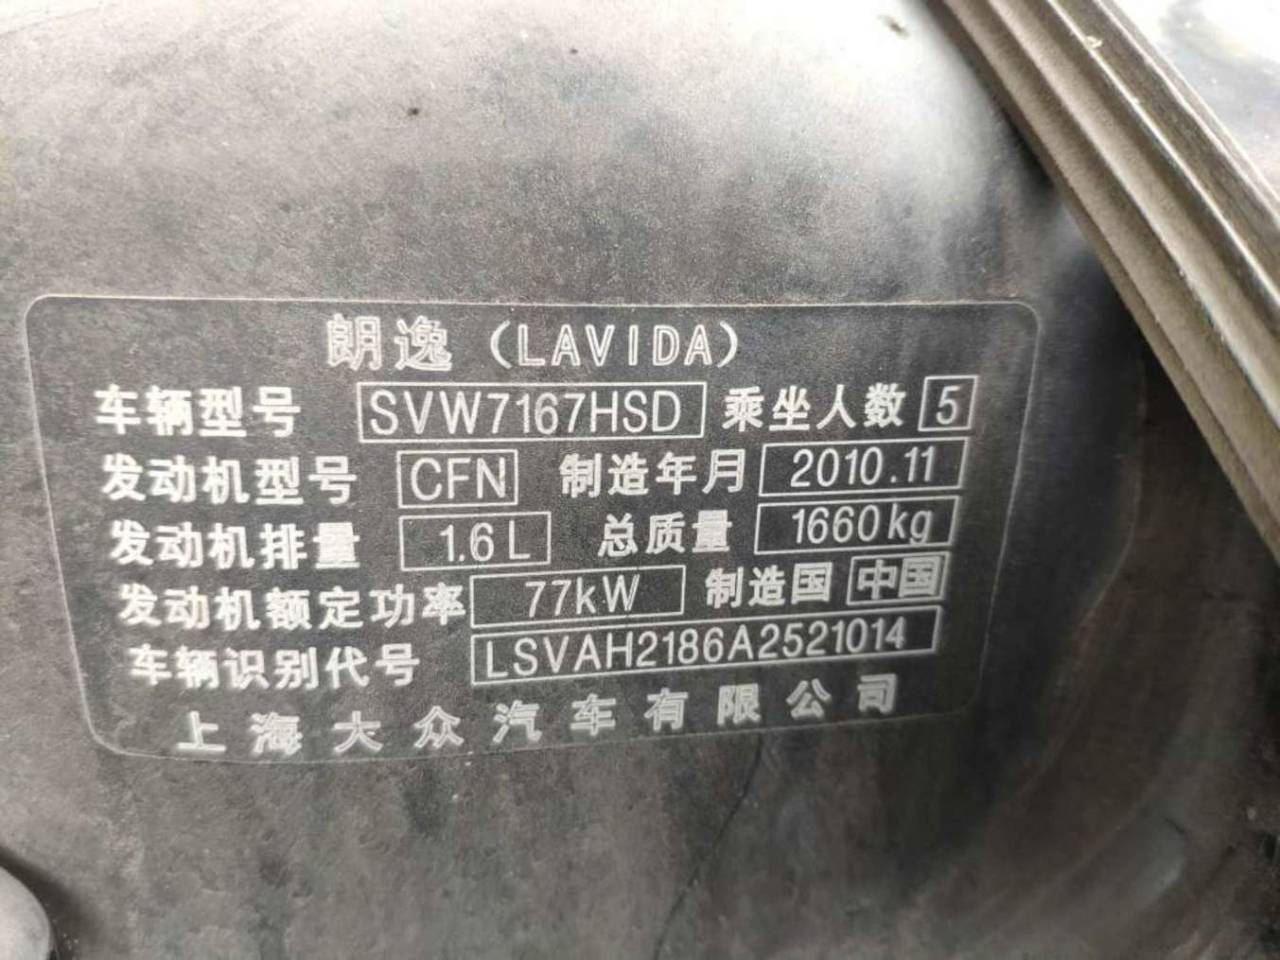 朗逸（LAVIDA）
车辆型号 SVW7167HSD 乘坐人数 5
发动机型号 CFN 制造年月 2010.11
发动机排量 1.6L 总质量 1660kg
发动机额定功率 77kW 制造国 中国
车辆识别代号 LSVAH2186A2521014
上海大众汽车有限公司